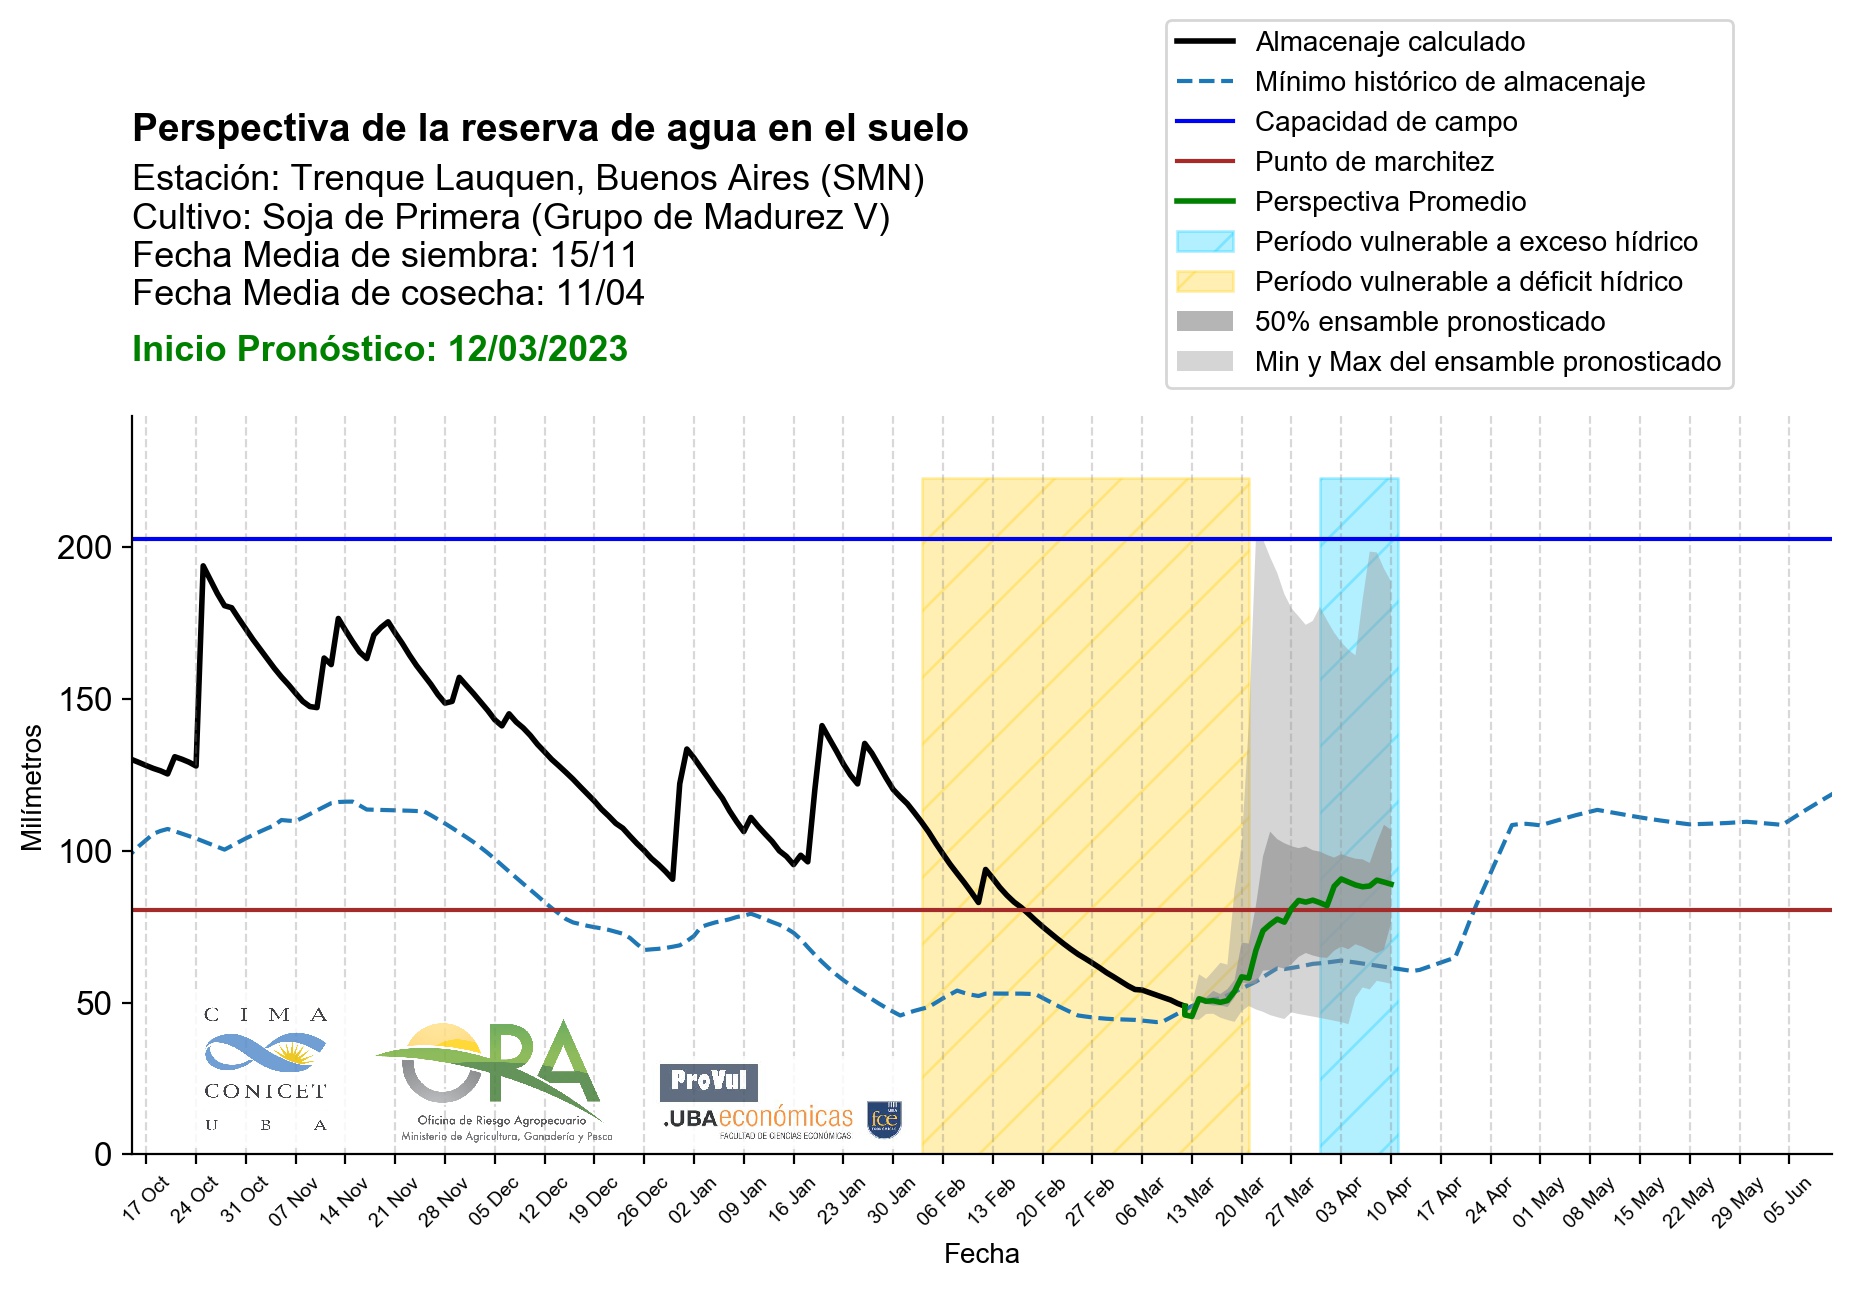 Almacenaje calculado
Mínimo histórico de almacenaje
Capacidad de campo
Punto de marchitez
Perspectiva Promedio
Período vulnerable a exceso hídrico
Período vulnerable a déficit hídrico
50% ensamble pronosticado
Min y Max del ensamble pronosticado
Perspectiva de la reserva de agua en el suelo
Estación: Trenque Lauquen, Buenos Aires (SMN)
Cultivo: Soja de Primera (Grupo de Madurez V)
Fecha Media de siembra: 15/11
Fecha Media de cosecha: 11/04
Inicio Pronóstico: 12/03/2023
Milímetros
200
150
100
50
0
CIMA
CONICET
UBA
ORA
Oficina de Riesgo Agropecuario
Ministerio de Agricultura, Ganadería y Pesca
ProVul
.UBAeconómicas
FACULTAD DE CIENCIAS ECONÓMICAS
UBA
fce
17 Oct
24 Oct
31 Oct
07 Nov
14 Nov
21 Nov
28 Nov
05 Dec
12 Dec
19 Dec
26 Dec
02 Jan
09 Jan
16 Jan
23 Jan
30 Jan
06 Feb
13 Feb
20 Feb
27 Feb
06 Mar
13 Mar
20 Mar
27 Mar
03 Apr
10 Apr
17 Apr
24 Apr
01 May
08 May
15 May
22 May
29 May
05 Jun
Fecha